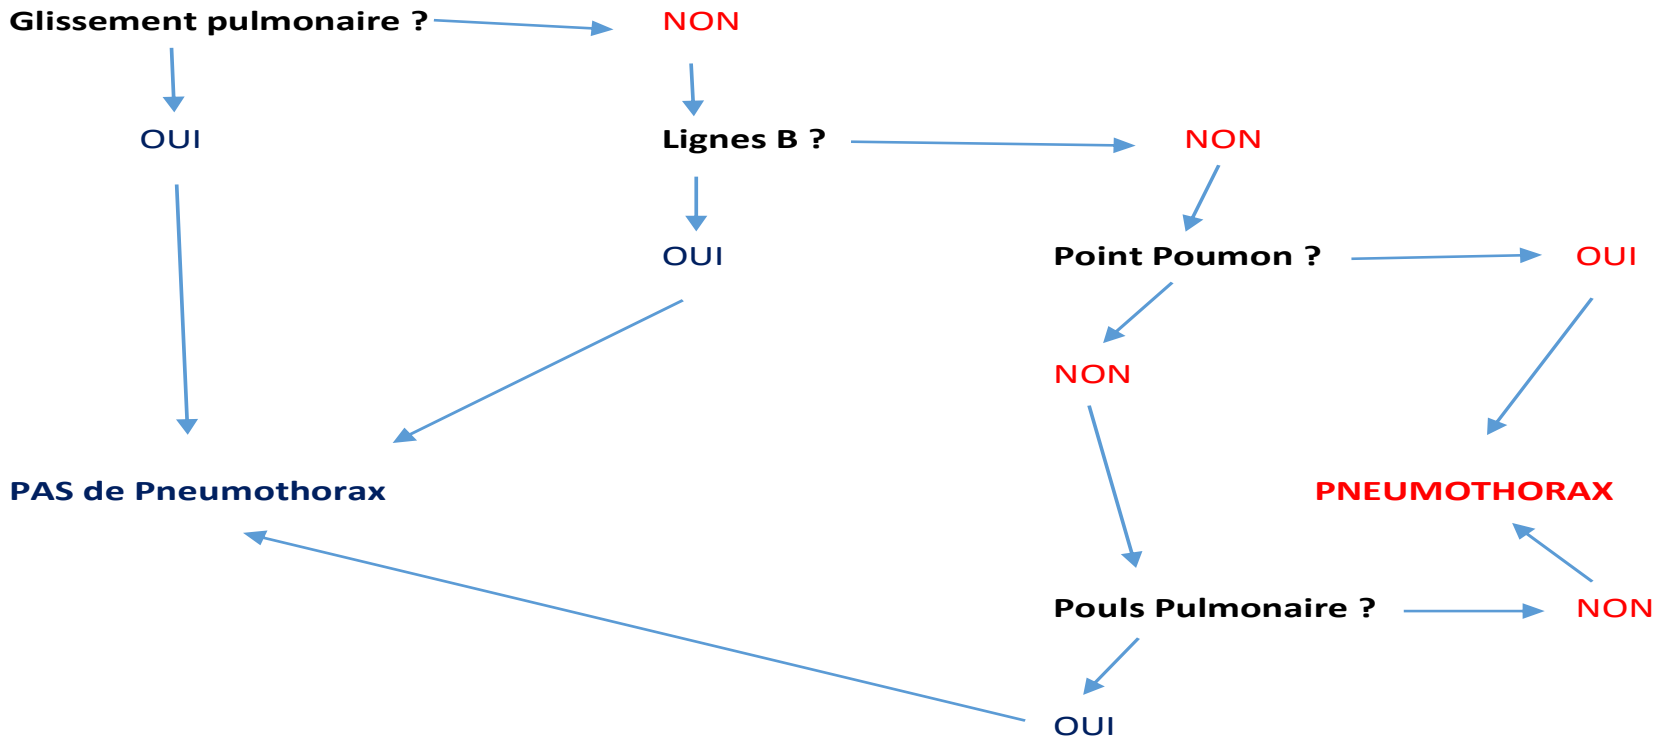 Glissement pulmonaire ? NON
OUI Lignes B ? NON
OUI Point Poumon ? OUI
NON
PAS de Pneumothorax PNEUMOTHORAX
Pouls Pulmonaire ? NON
OUI